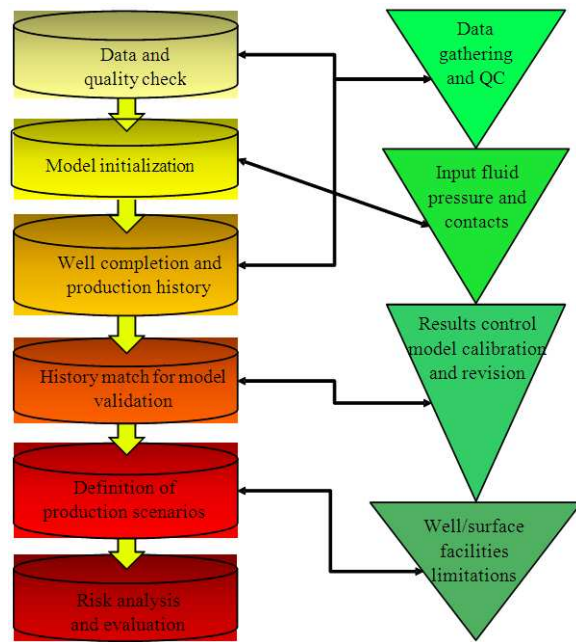 Data and
quality check
Model initialization
Well completion and
production history
History match for model
validation
Definition of
production scenarios
Risk analysis
and evaluation
Data
gathering
and QC
Input fluid
pressure and
contacts
Results control
model calibration
and revision
Well/surface
facilities
limitations